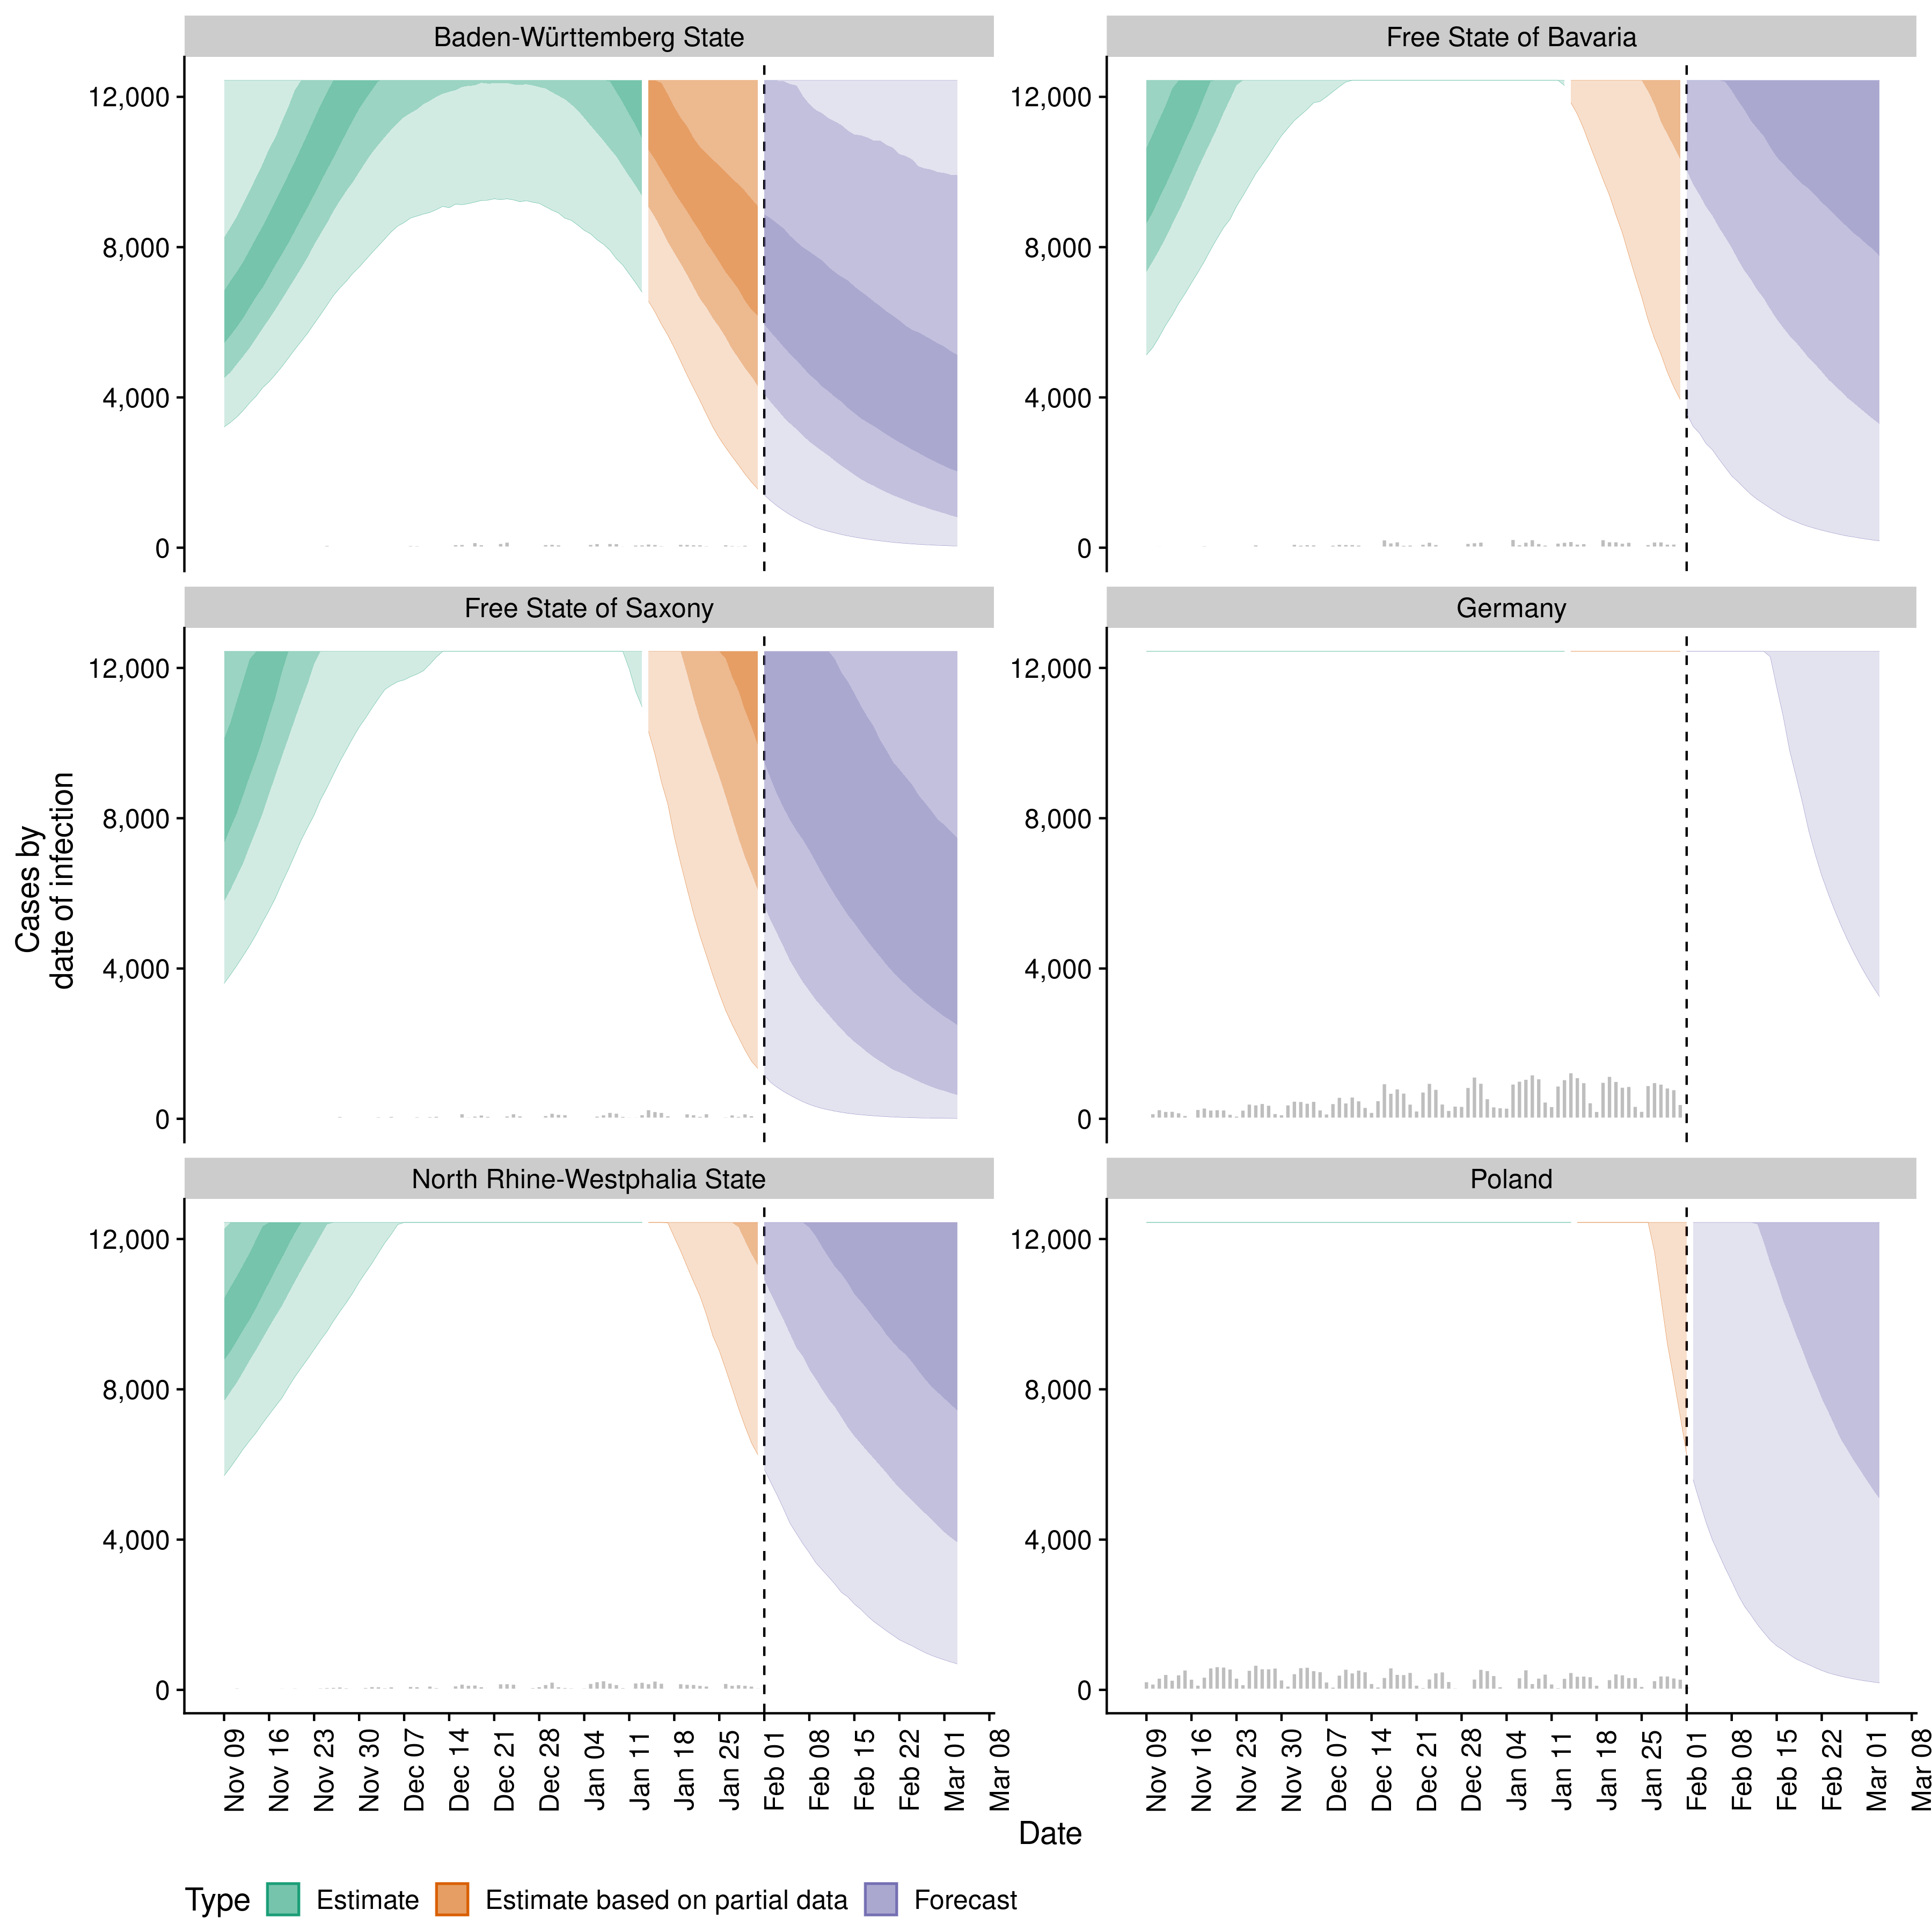 Baden-Württemberg State
Free State of Bavaria
12,000
8,000
4,000
0
12,000
8,000
4,000
0
Free State of Saxony
Germany
12,000
8,000
4,000
0
12,000
8,000
4,000
0
North Rhine-Westphalia State
Poland
12,000
8,000
4,000
0
12,000
8,000
4,000
0
Cases by
date of infection
Nov 09
Nov 16
Nov 23
Nov 30
Dec 07
Dec 14
Dec 21
Dec 28
Jan 04
Jan 11
Jan 18
Jan 25
Feb 01
Feb 08
Feb 15
Feb 22
Mar 01
Mar 08
Nov 09
Nov 16
Nov 23
Nov 30
Dec 07
Dec 14
Dec 21
Dec 28
Jan 04
Jan 11
Jan 18
Jan 25
Feb 01
Feb 08
Feb 15
Feb 22
Mar 01
Mar 08
Date
Type Estimate Estimate based on partial data Forecast